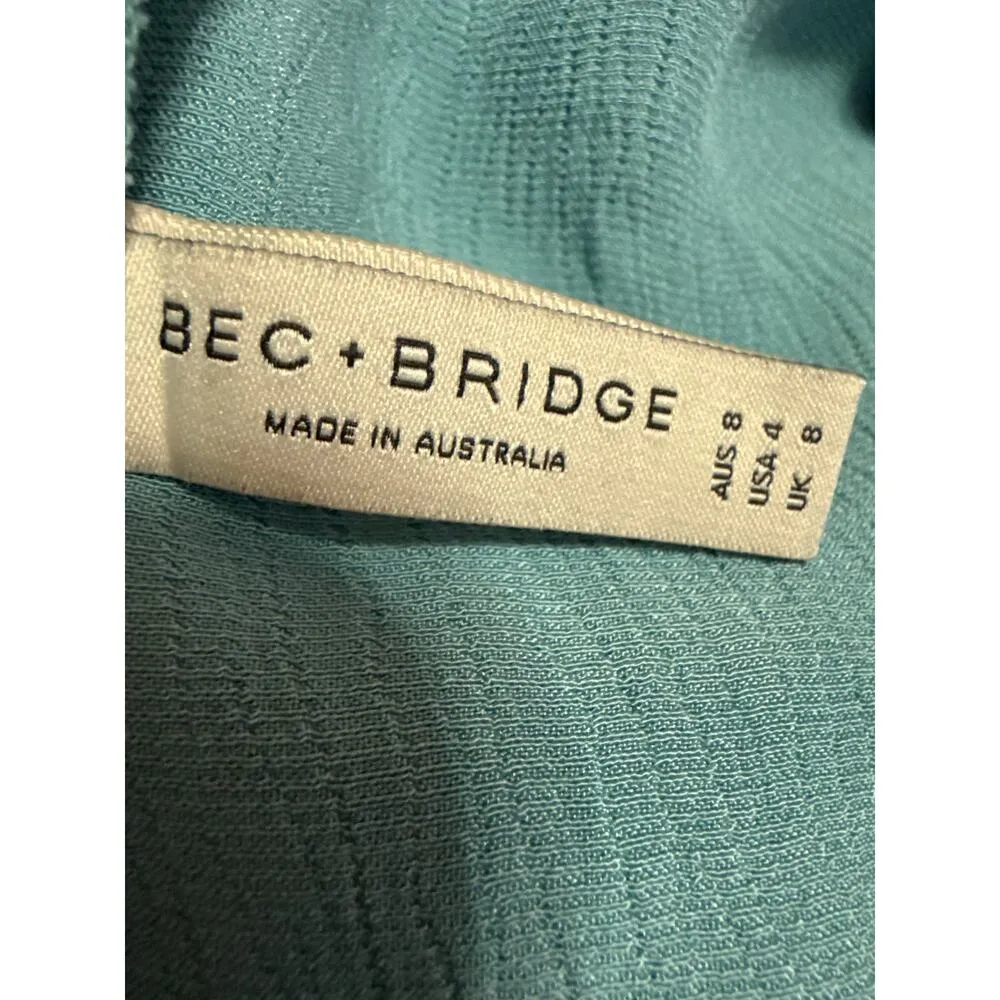 BEC + BRIDGE
MADE IN AUSTRALIA
AUS 8
USA 4
UK 8